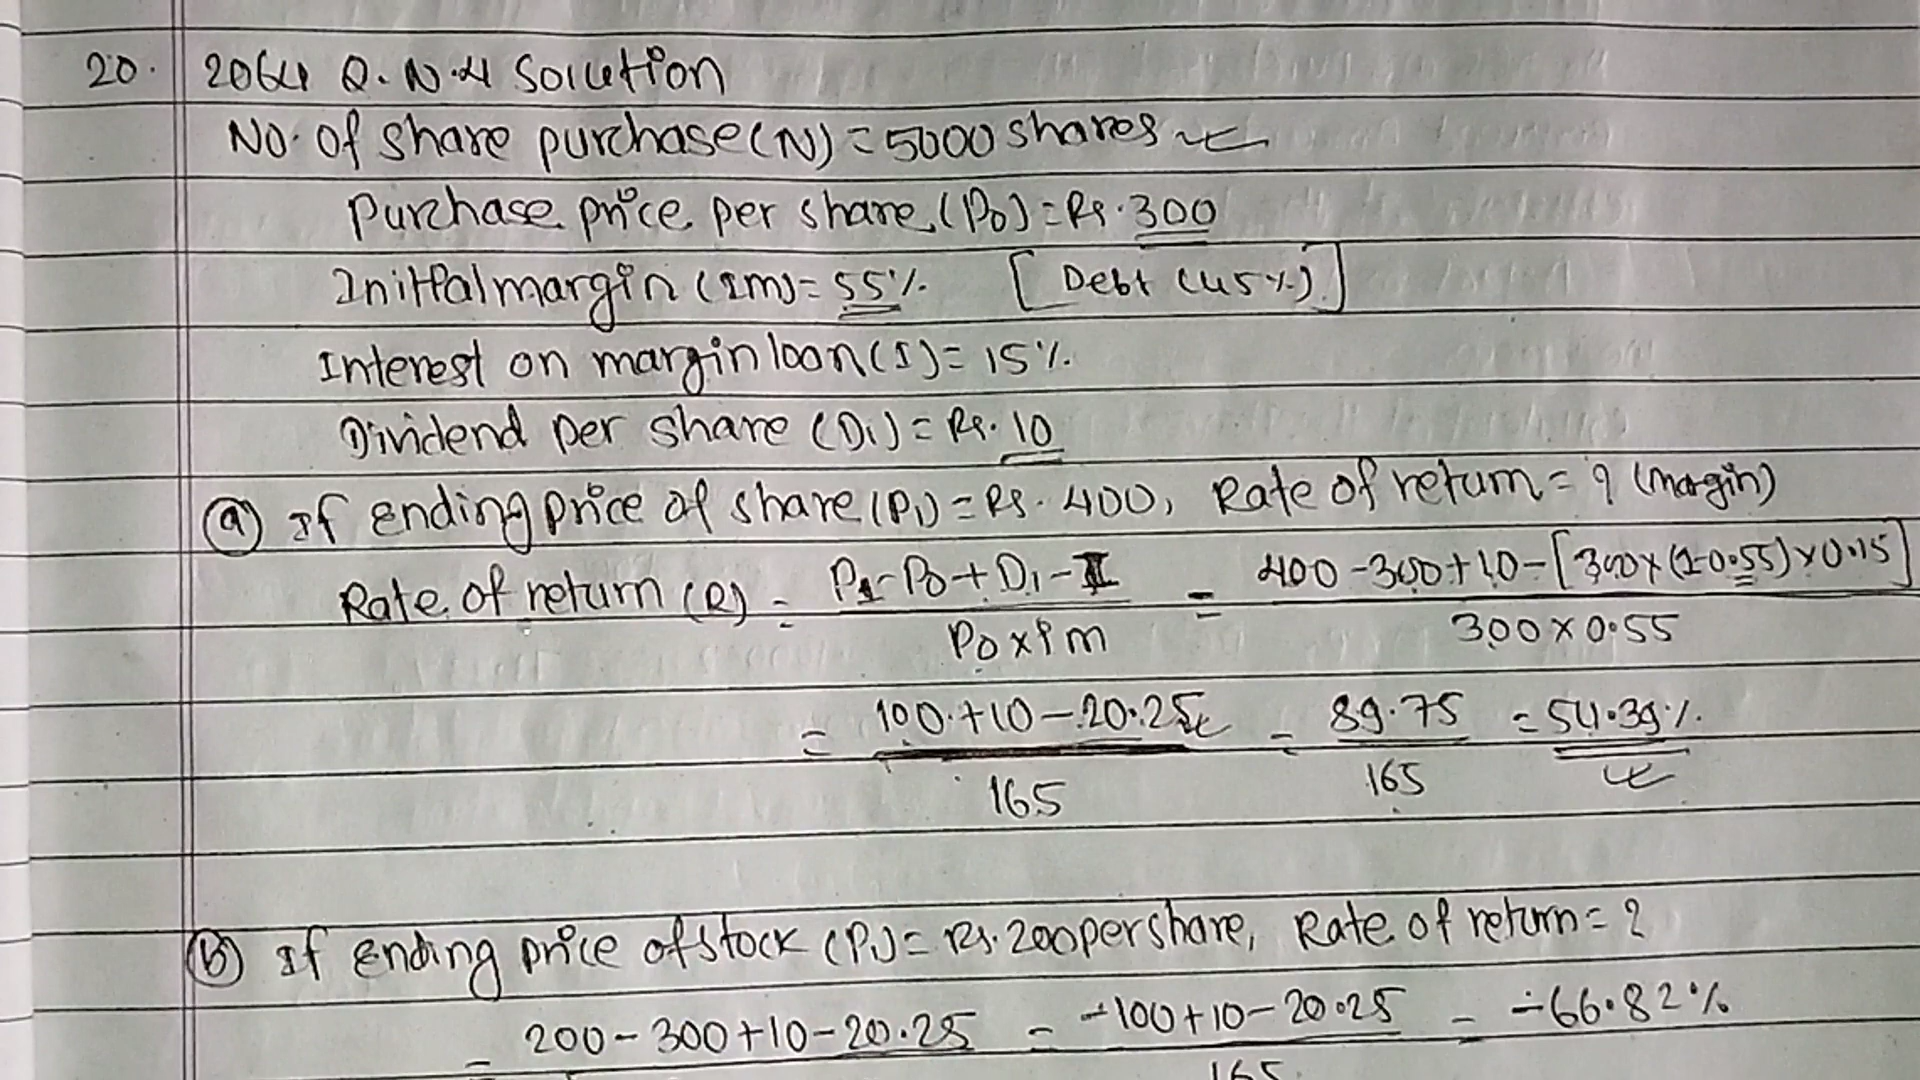 20. 2064 Q.N.4 Solution
No. of share purchase (N) = 5000 shares
Purchase price per share (P0) = Rs. 300
Initial margin (im) = 55% [Debt (45%)]
Interest on margin loan (I) = 15%
Dividend per share (D1) = Rs. 10
(a) If ending price of share (P1) = Rs. 400, Rate of return = ? (margin)
Rate of return (R) = P1-P0+D1-I / P0 x im = 400-300+10-[300x(1-0.55)x0.15] / 300x0.55
= 100+10-20.25 / 165 = 89.75 / 165 = 54.39%
(b) If ending price of stock (P1) = Rs. 200 per share, Rate of return = ?
= 200-300+10-20.25 = -100+10-20.25 / 165 = -66.82%